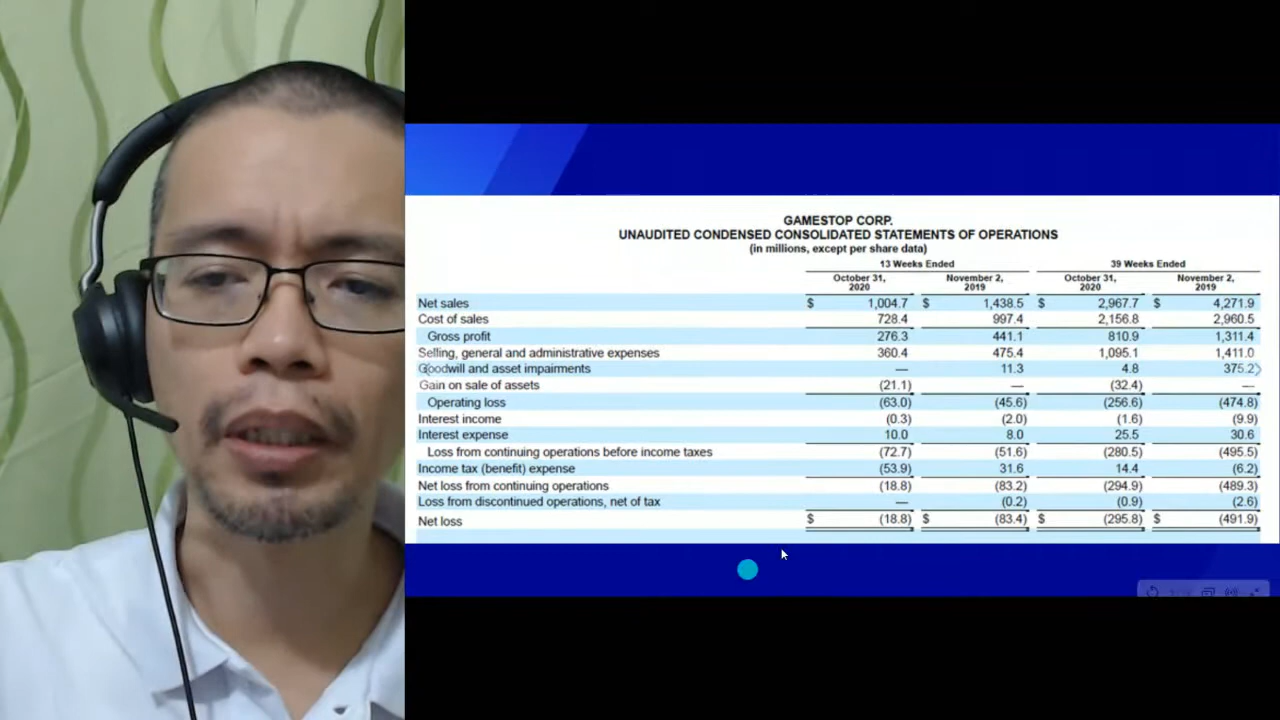 GAMESTOP CORP.
UNAUDITED CONDENSED CONSOLIDATED STATEMENTS OF OPERATIONS
(in millions, except per share data)
13 Weeks Ended 39 Weeks Ended
October 31, 2020 November 2, 2019 October 31, 2020 November 2, 2019
Net sales $ 1,004.7 $ 1,438.5 $ 2,967.7 $ 4,271.9
Cost of sales 728.4 997.4 2,156.8 2,960.5
Gross profit 276.3 441.1 810.9 1,311.4
Selling, general and administrative expenses 360.4 475.4 1,095.1 1,411.0
Goodwill and asset impairments — 11.3 4.8 375.2
Gain on sale of assets (21.1) — (32.4) —
Operating loss (63.0) (45.6) (256.6) (474.8)
Interest income (0.3) (2.0) (1.6) (9.9)
Interest expense 10.0 8.0 25.5 30.6
Loss from continuing operations before income taxes (72.7) (51.6) (280.5) (495.5)
Income tax (benefit) expense (53.9) 31.6 14.4 (6.2)
Net loss from continuing operations (18.8) (83.2) (294.9) (489.3)
Loss from discontinued operations, net of tax — (0.2) (0.9) (2.6)
Net loss $ (18.8) $ (83.4) $ (295.8) $ (491.9)